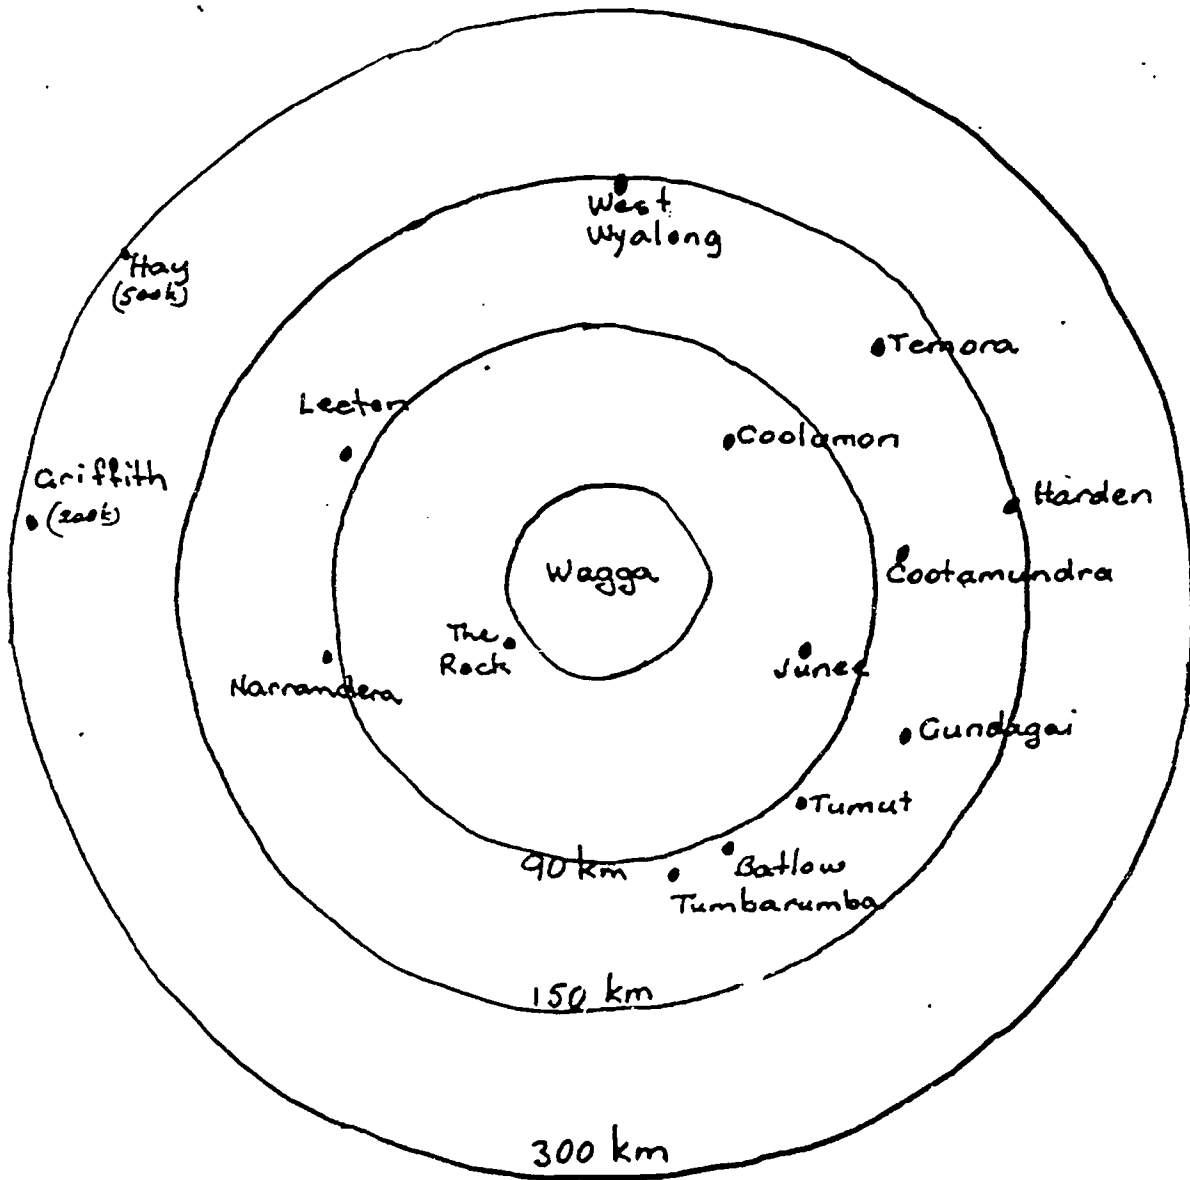 West
Wyalong
Hay
(500k)
Temora
Leeton
Coolamon
Griffith
(200k)
Harden
Wagga
Cootamundra
The
Rock
Junee
Narrandera
Gundagai
Tumut
90 km
Batlow
Tumbarumba
150 km
300 km